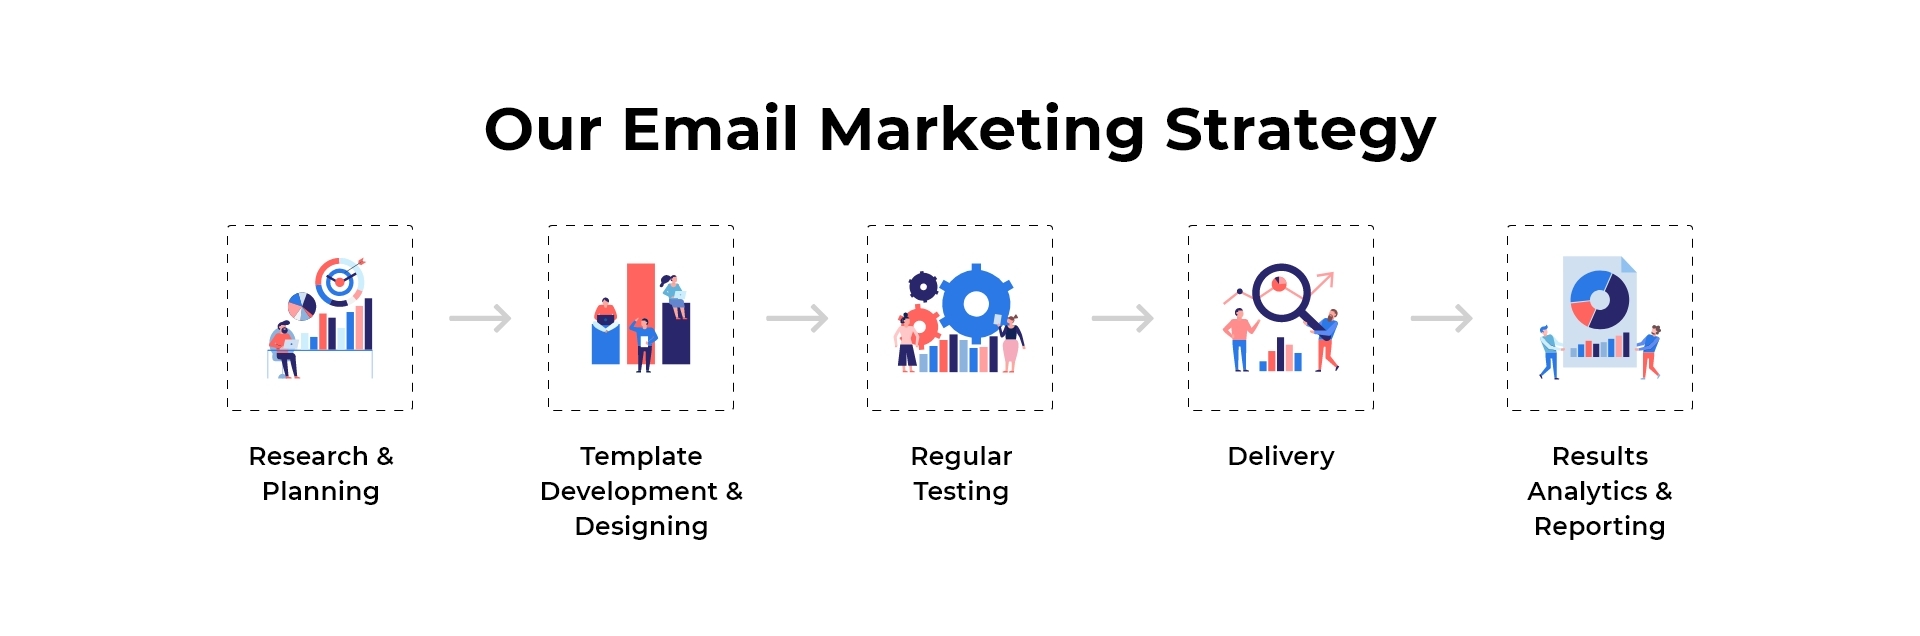 Our Email Marketing Strategy
Research &
Planning
Template
Development &
Designing
Regular
Testing
Delivery
Results
Analytics &
Reporting